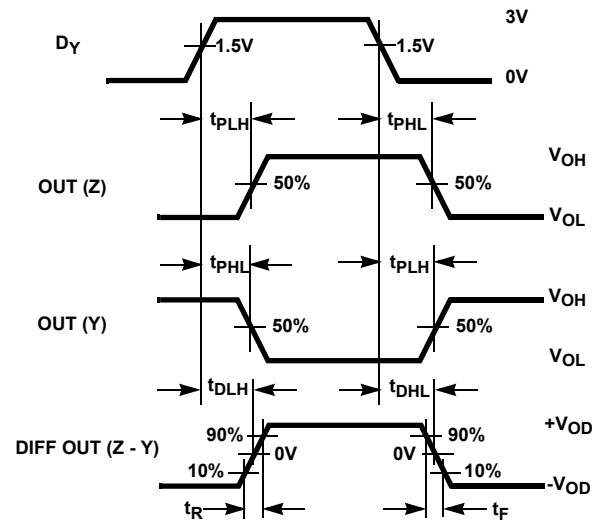 3V
DY
1.5V 1.5V
0V
tPLH tPHL
VOH
OUT (Z) 50% 50%
VOL
tPHL tPLH
VOH
OUT (Y) 50% 50%
VOL
tDLH tDHL
+VOD
90% 90%
DIFF OUT (Z - Y) 0V 0V
10% 10%
-VOD
tR tF